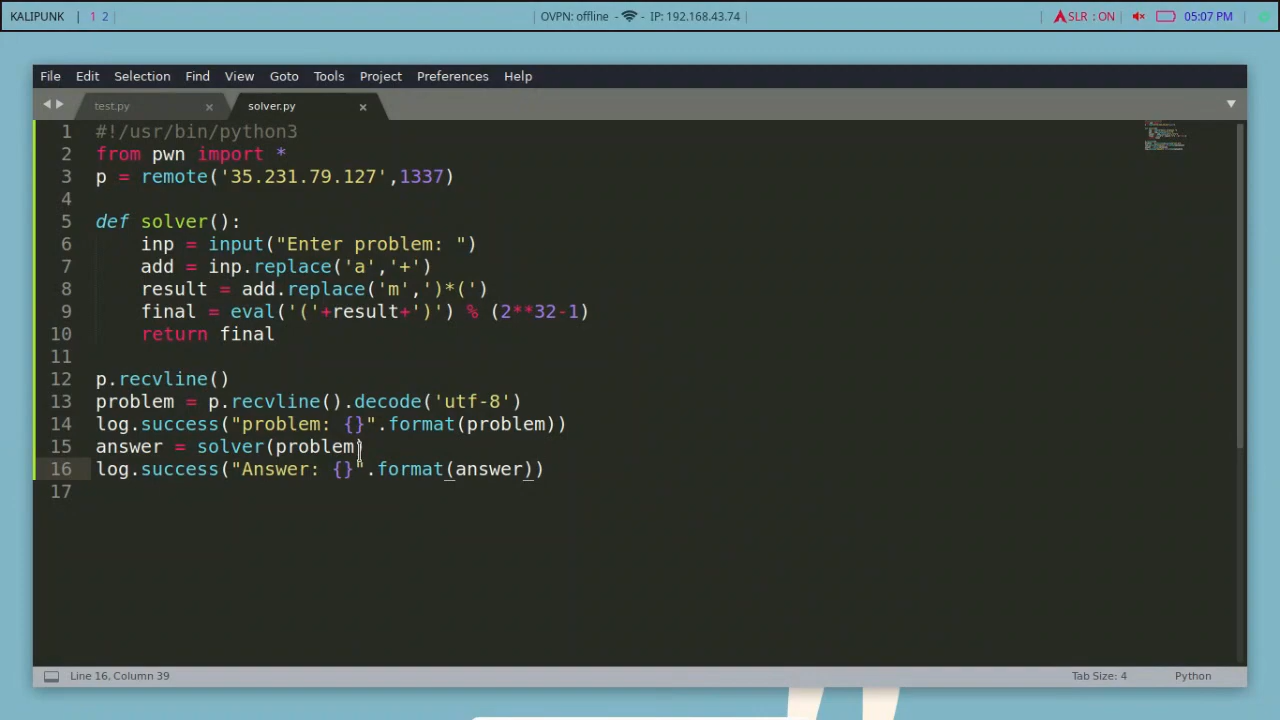 KALIPUNK | 1 2 |
| OVPN: offline - - IP: 192.168.43.74 |
| SLR : ON | 05:07 PM |
File Edit Selection Find View Goto Tools Project Preferences Help
test.py × solver.py ×
1 #!/usr/bin/python3
2 from pwn import *
3 p = remote('35.231.79.127',1337)
4
5 def solver():
6     inp = input("Enter problem: ")
7     add = inp.replace('a','+')
8     result = add.replace('m',')*(')
9     final = eval('('+result+')') % (2**32-1)
10     return final
11
12 p.recvline()
13 problem = p.recvline().decode('utf-8')
14 log.success("problem: {}".format(problem))
15 answer = solver(problem)
16 log.success("Answer: {}".format(answer))
17
Line 16, Column 39 Tab Size: 4 Python